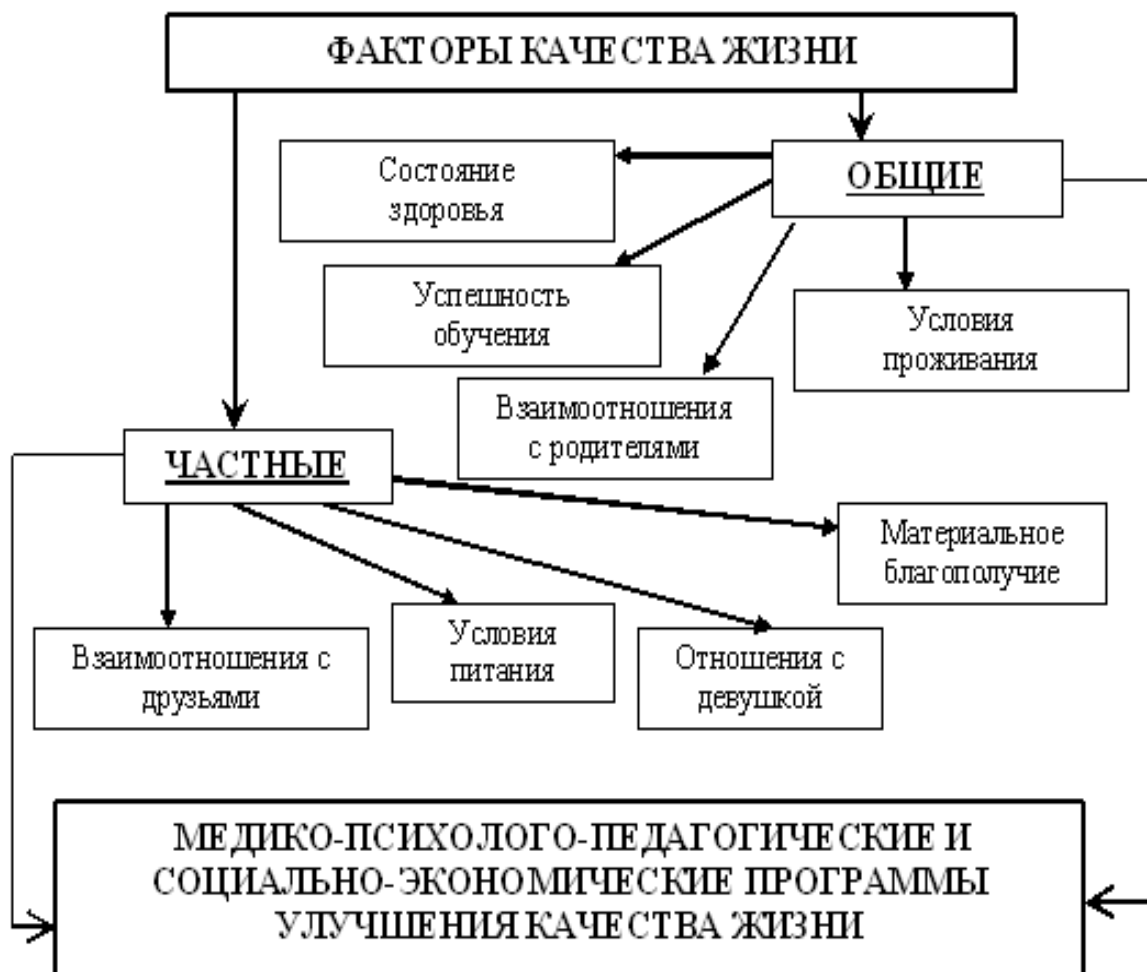 ФАКТОРЫ КАЧЕСТВА ЖИЗНИ
Состояние
здоровья
ОБЩИЕ
Успешность
обучения
Условия
проживания
Взаимоотношения
с родителями
ЧАСТНЫЕ
Материальное
благополучие
Взаимоотношения с
друзьями
Условия
питания
Отношения с
девушкой
МЕДИКО-ПСИХОЛОГО-ПЕДАГОГИЧЕСКИЕ И
СОЦИАЛЬНО-ЭКОНОМИЧЕСКИЕ ПРОГРАММЫ
УЛУЧШЕНИЯ КАЧЕСТВА ЖИЗНИ